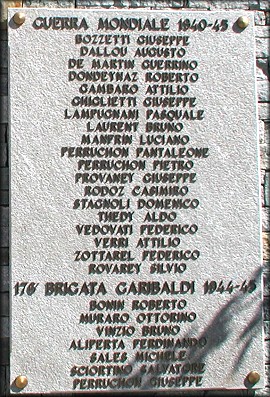 GUERRA MONDIALE 1940-45
BOZZETTI GIUSEPPE
DALLOU AUGUSTO
DE MARTIN GUERRINO
DONDEYNAZ ROBERTO
GAMBARO ATTILIO
GHIGLIETTI GIUSEPPE
LAMPUGNANI PASQUALE
LAURENT BRUNO
MANFRIN LUCIANO
PERRUCHON PANTALEONE
PERRUCHON PIETRO
PROVANEY GIUSEPPE
RODOZ CASIMIRO
STAGNOLI DOMENICO
THEDY ALDO
VEDOVATI FEDERICO
VERRI ATTILIO
ZOTTAREL FEDERICO
ROVAREY SILVIO
176ª BRIGATA GARIBALDI 1944-45
BONIN ROBERTO
MURARO OTTORINO
VINZIO BRUNO
ALIPERTA FERDINANDO
SALES MICHELE
SCIORTINO SALVATORE
PERRUCHON GIUSEPPE